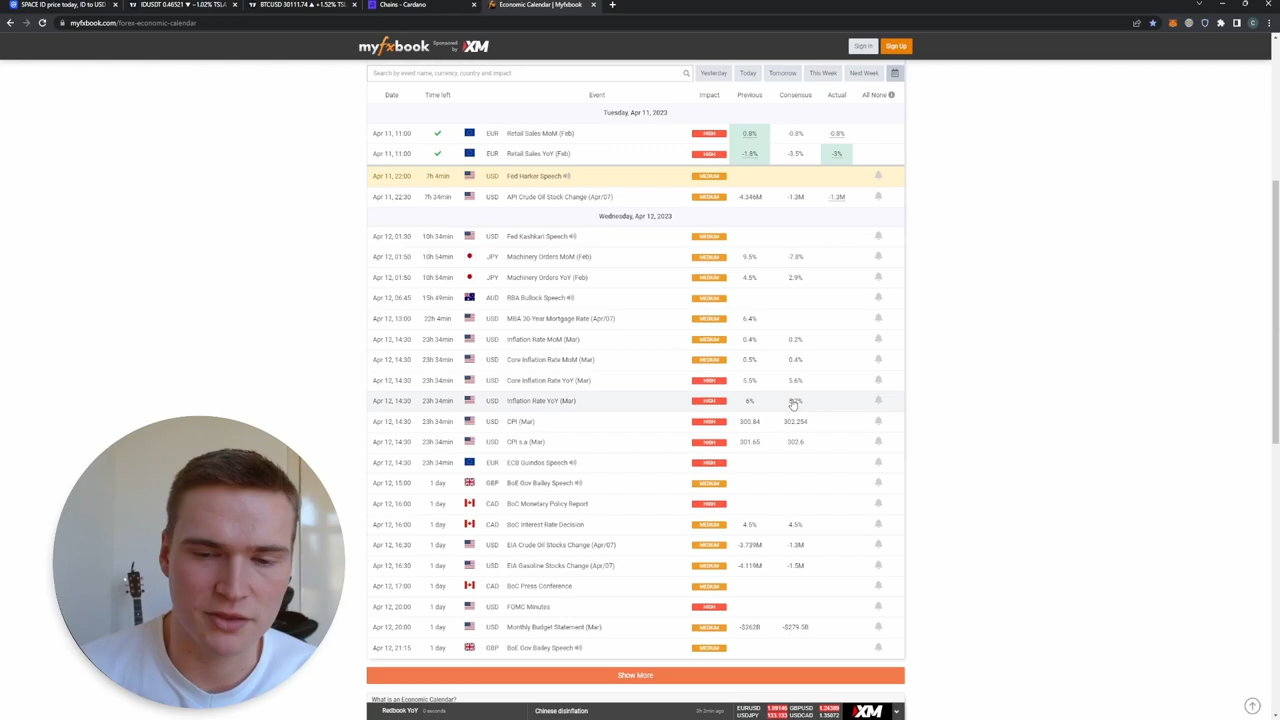 SPACE ID price today, ID to USD
IDUSDT 0.46521 ▼ −1.02% TSLA
BTCUSD 30111.74 ▲ +1.52% TSL
Chains - Cardano
Economic Calendar | Myfxbook
myfxbook.com/forex-economic-calendar
myfxbook Sponsored by XM Sign In Sign Up
Search by event name, currency, country and impact Yesterday Today Tomorrow This Week Next Week
Date Time left Event Impact Previous Consensus Actual All None
Tuesday, Apr 11, 2023
Apr 11, 11:00 EUR Retail Sales MoM (Feb) HIGH 0.8% -0.8% -0.8%
Apr 11, 11:00 EUR Retail Sales YoY (Feb) HIGH -1.8% -3.5% -3%
Apr 11, 22:00 7h 4min USD Fed Harker Speech MEDIUM
Apr 11, 22:30 7h 34min USD API Crude Oil Stock Change (Apr/07) MEDIUM -4.346M -1.3M -1.3M
Wednesday, Apr 12, 2023
Apr 12, 01:30 10h 34min USD Fed Kashkari Speech MEDIUM
Apr 12, 01:50 10h 54min JPY Machinery Orders MoM (Feb) MEDIUM 9.5% -7.8%
Apr 12, 01:50 10h 54min JPY Machinery Orders YoY (Feb) MEDIUM 4.5% 2.9%
Apr 12, 06:45 15h 49min AUD RBA Bullock Speech MEDIUM
Apr 12, 13:00 22h 4min USD MBA 30-Year Mortgage Rate (Apr/07) MEDIUM 6.4%
Apr 12, 14:30 23h 34min USD Inflation Rate MoM (Mar) MEDIUM 0.4% 0.2%
Apr 12, 14:30 23h 34min USD Core Inflation Rate MoM (Mar) MEDIUM 0.5% 0.4%
Apr 12, 14:30 23h 34min USD Core Inflation Rate YoY (Mar) HIGH 5.5% 5.6%
Apr 12, 14:30 23h 34min USD Inflation Rate YoY (Mar) HIGH 6%
Apr 12, 14:30 23h 34min USD CPI (Mar) HIGH 300.84 302.254
Apr 12, 14:30 23h 34min USD CPI s.a (Mar) HIGH 301.65 302.6
Apr 12, 14:30 23h 34min EUR ECB Guindos Speech HIGH
Apr 12, 15:00 1 day GBP BoE Gov Bailey Speech MEDIUM
Apr 12, 16:00 1 day CAD BoC Monetary Policy Report HIGH
Apr 12, 16:00 1 day CAD BoC Interest Rate Decision MEDIUM 4.5% 4.5%
Apr 12, 16:30 1 day USD EIA Crude Oil Stocks Change (Apr/07) MEDIUM -3.739M -1.3M
Apr 12, 16:30 1 day USD EIA Gasoline Stocks Change (Apr/07) MEDIUM -4.119M -1.5M
Apr 12, 17:00 1 day CAD BoC Press Conference MEDIUM
Apr 12, 20:00 1 day USD FOMC Minutes HIGH
Apr 12, 20:00 1 day USD Monthly Budget Statement (Mar) MEDIUM -$262B -$279.5B
Apr 12, 21:15 1 day GBP BoE Gov Bailey Speech MEDIUM
Show More
What is an Economic Calendar?
Redbook YoY 0 seconds Chinese disinflation 2h 2min ago EURUSD 1.09146 GBPUSD 1.24389 XM
USDJPY 133.133 USDCAD 1.35072